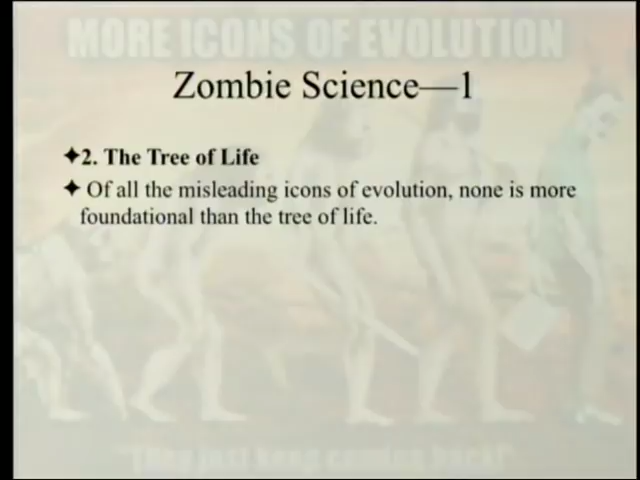 MORE ICONS OF EVOLUTION
Zombie Science—1
✦2. The Tree of Life
✦ Of all the misleading icons of evolution, none is more
foundational than the tree of life.
"They just keep coming back!"